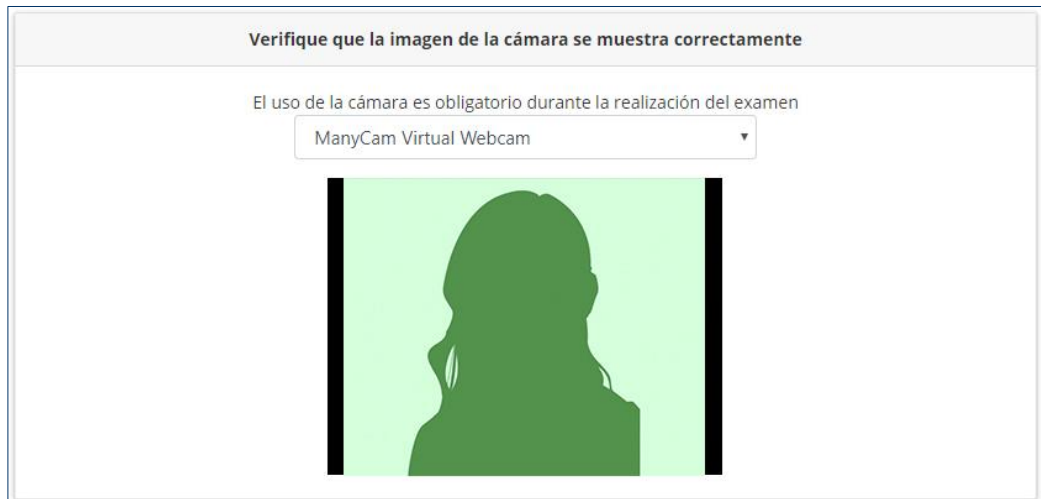 Verifique que la imagen de la cámara se muestra correctamente
El uso de la cámara es obligatorio durante la realización del examen
ManyCam Virtual Webcam